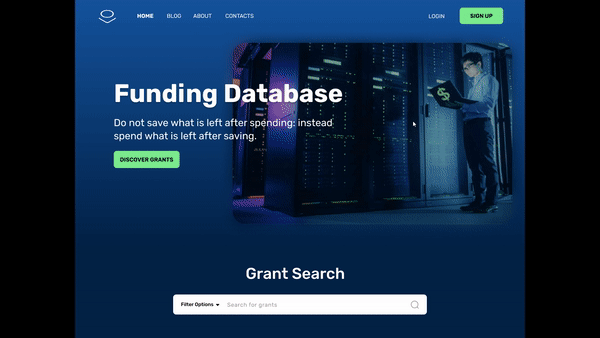 HOME BLOG ABOUT CONTACTS LOGIN SIGN UP
Funding Database
Do not save what is left after spending; instead
spend what is left after saving.
DISCOVER GRANTS
Grant Search
Filter Options Search for grants